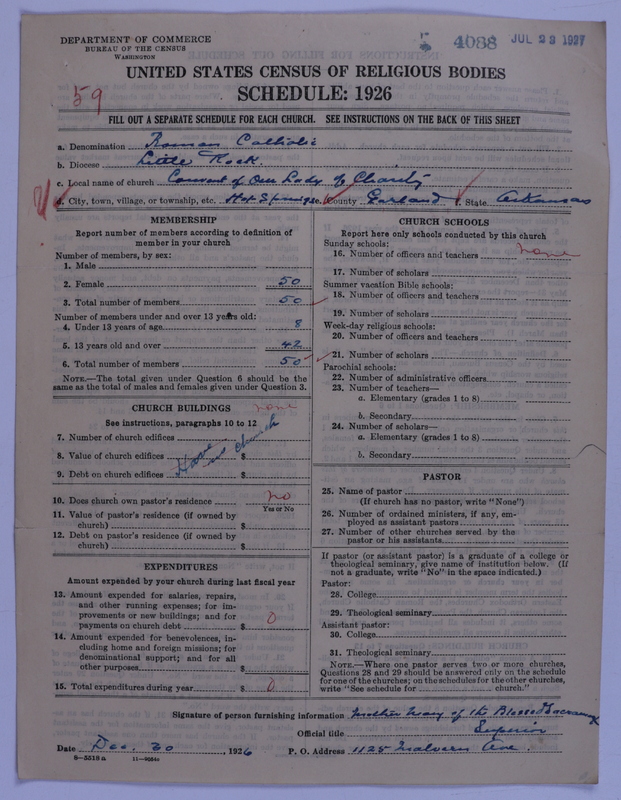 DEPARTMENT OF COMMERCE
BUREAU OF THE CENSUS
WASHINGTON
4088
JUL 23 1927
UNITED STATES CENSUS OF RELIGIOUS BODIES
SCHEDULE: 1926
59
FILL OUT A SEPARATE SCHEDULE FOR EACH CHURCH. SEE INSTRUCTIONS ON THE BACK OF THIS SHEET
a. Denomination Roman Catholic
b. Diocese Little Rock
c. Local name of church Convent of Our Lady of Charity
d. City, town, village, or township, etc. Hot Springs e. County Garland f. State Arkansas
MEMBERSHIP
Report number of members according to definition of
member in your church
Number of members, by sex:
1. Male
2. Female 50
3. Total number of members 50
Number of members under and over 13 years old:
4. Under 13 years of age 8
5. 13 years old and over 42
6. Total number of members 50
NOTE.—The total given under Question 6 should be the
same as the total of males and females given under Question 3.
CHURCH BUILDINGS none
See instructions, paragraphs 10 to 12
7. Number of church edifices
8. Value of church edifices $
9. Debt on church edifices $
Have no church
10. Does church own pastor's residence no
Yes or No
11. Value of pastor's residence (if owned by
church) $
12. Debt on pastor's residence (if owned by
church) $
EXPENDITURES
Amount expended by your church during last fiscal year
13. Amount expended for salaries, repairs,
and other running expenses; for im-
provements or new buildings; and for
payments on church debt $ 0
14. Amount expended for benevolences, in-
cluding home and foreign missions; for
denominational support; and for all
other purposes $
15. Total expenditures during year $ 0
CHURCH SCHOOLS
Report here only schools conducted by this church
Sunday schools:
16. Number of officers and teachers none
17. Number of scholars
Summer vacation Bible schools:
18. Number of officers and teachers
19. Number of scholars
Week-day religious schools:
20. Number of officers and teachers
21. Number of scholars
Parochial schools:
22. Number of administrative officers
23. Number of teachers—
a. Elementary (grades 1 to 8)
b. Secondary
24. Number of scholars—
a. Elementary (grades 1 to 8)
b. Secondary
PASTOR
25. Name of pastor
(If church has no pastor, write "None")
26. Number of ordained ministers, if any, em-
ployed as assistant pastors
27. Number of other churches served by the
pastor or his assistants
If pastor (or assistant pastor) is a graduate of a college or
theological seminary, give name of institution below. (If
not a graduate, write "No" in the space indicated.)
Pastor:
28. College
29. Theological seminary
Assistant pastor:
30. College
31. Theological seminary
NOTE.—Where one pastor serves two or more churches,
Questions 28 and 29 should be answered only on the schedule
for one of the churches; on the schedules for the other churches,
write "See schedule for church."
Signature of person furnishing information Mother Mary of the Blessed Sacrament
Official title Superior
Date Dec. 20, 1926 P. O. Address 1125 Malvern Ave.
8—5518a 11—9034a